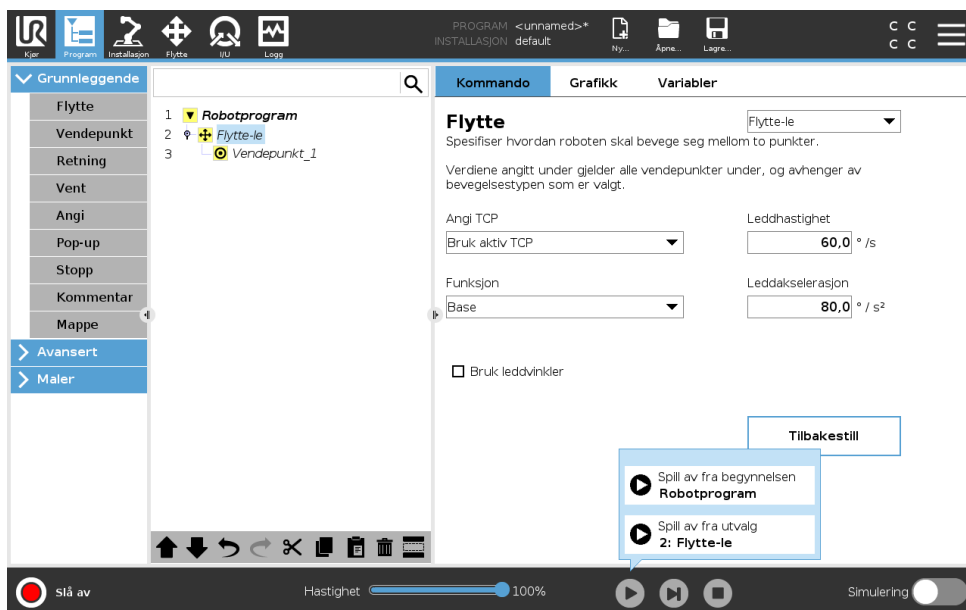 PROGRAM <unnamed>*
INSTALLASJON default
Kjør
Program
Installasjon
Flytte
I/U
Logg
Ny...
Åpne...
Lagre...
C C
C C
Grunnleggende
Flytte
Vendepunkt
Retning
Vent
Angi
Pop-up
Stopp
Kommentar
Mappe
Avansert
Maler
1 Robotprogram
2 Flytte-le
3 Vendepunkt_1
Kommando
Grafikk
Variabler
Flytte
Flytte-le
Spesifiser hvordan roboten skal bevege seg mellom to punkter.
Verdiene angitt under gjelder alle vendepunkter under, og avhenger av
bevegelsestypen som er valgt.
Angi TCP
Bruk aktiv TCP
Leddhastighet
60,0 ° /s
Funksjon
Base
Leddakselerasjon
80,0 ° / s²
Bruk leddvinkler
Tilbakestill
Spill av fra begynnelsen
Robotprogram
Spill av fra utvalg
2: Flytte-le
Slå av
Hastighet
100%
Simulering